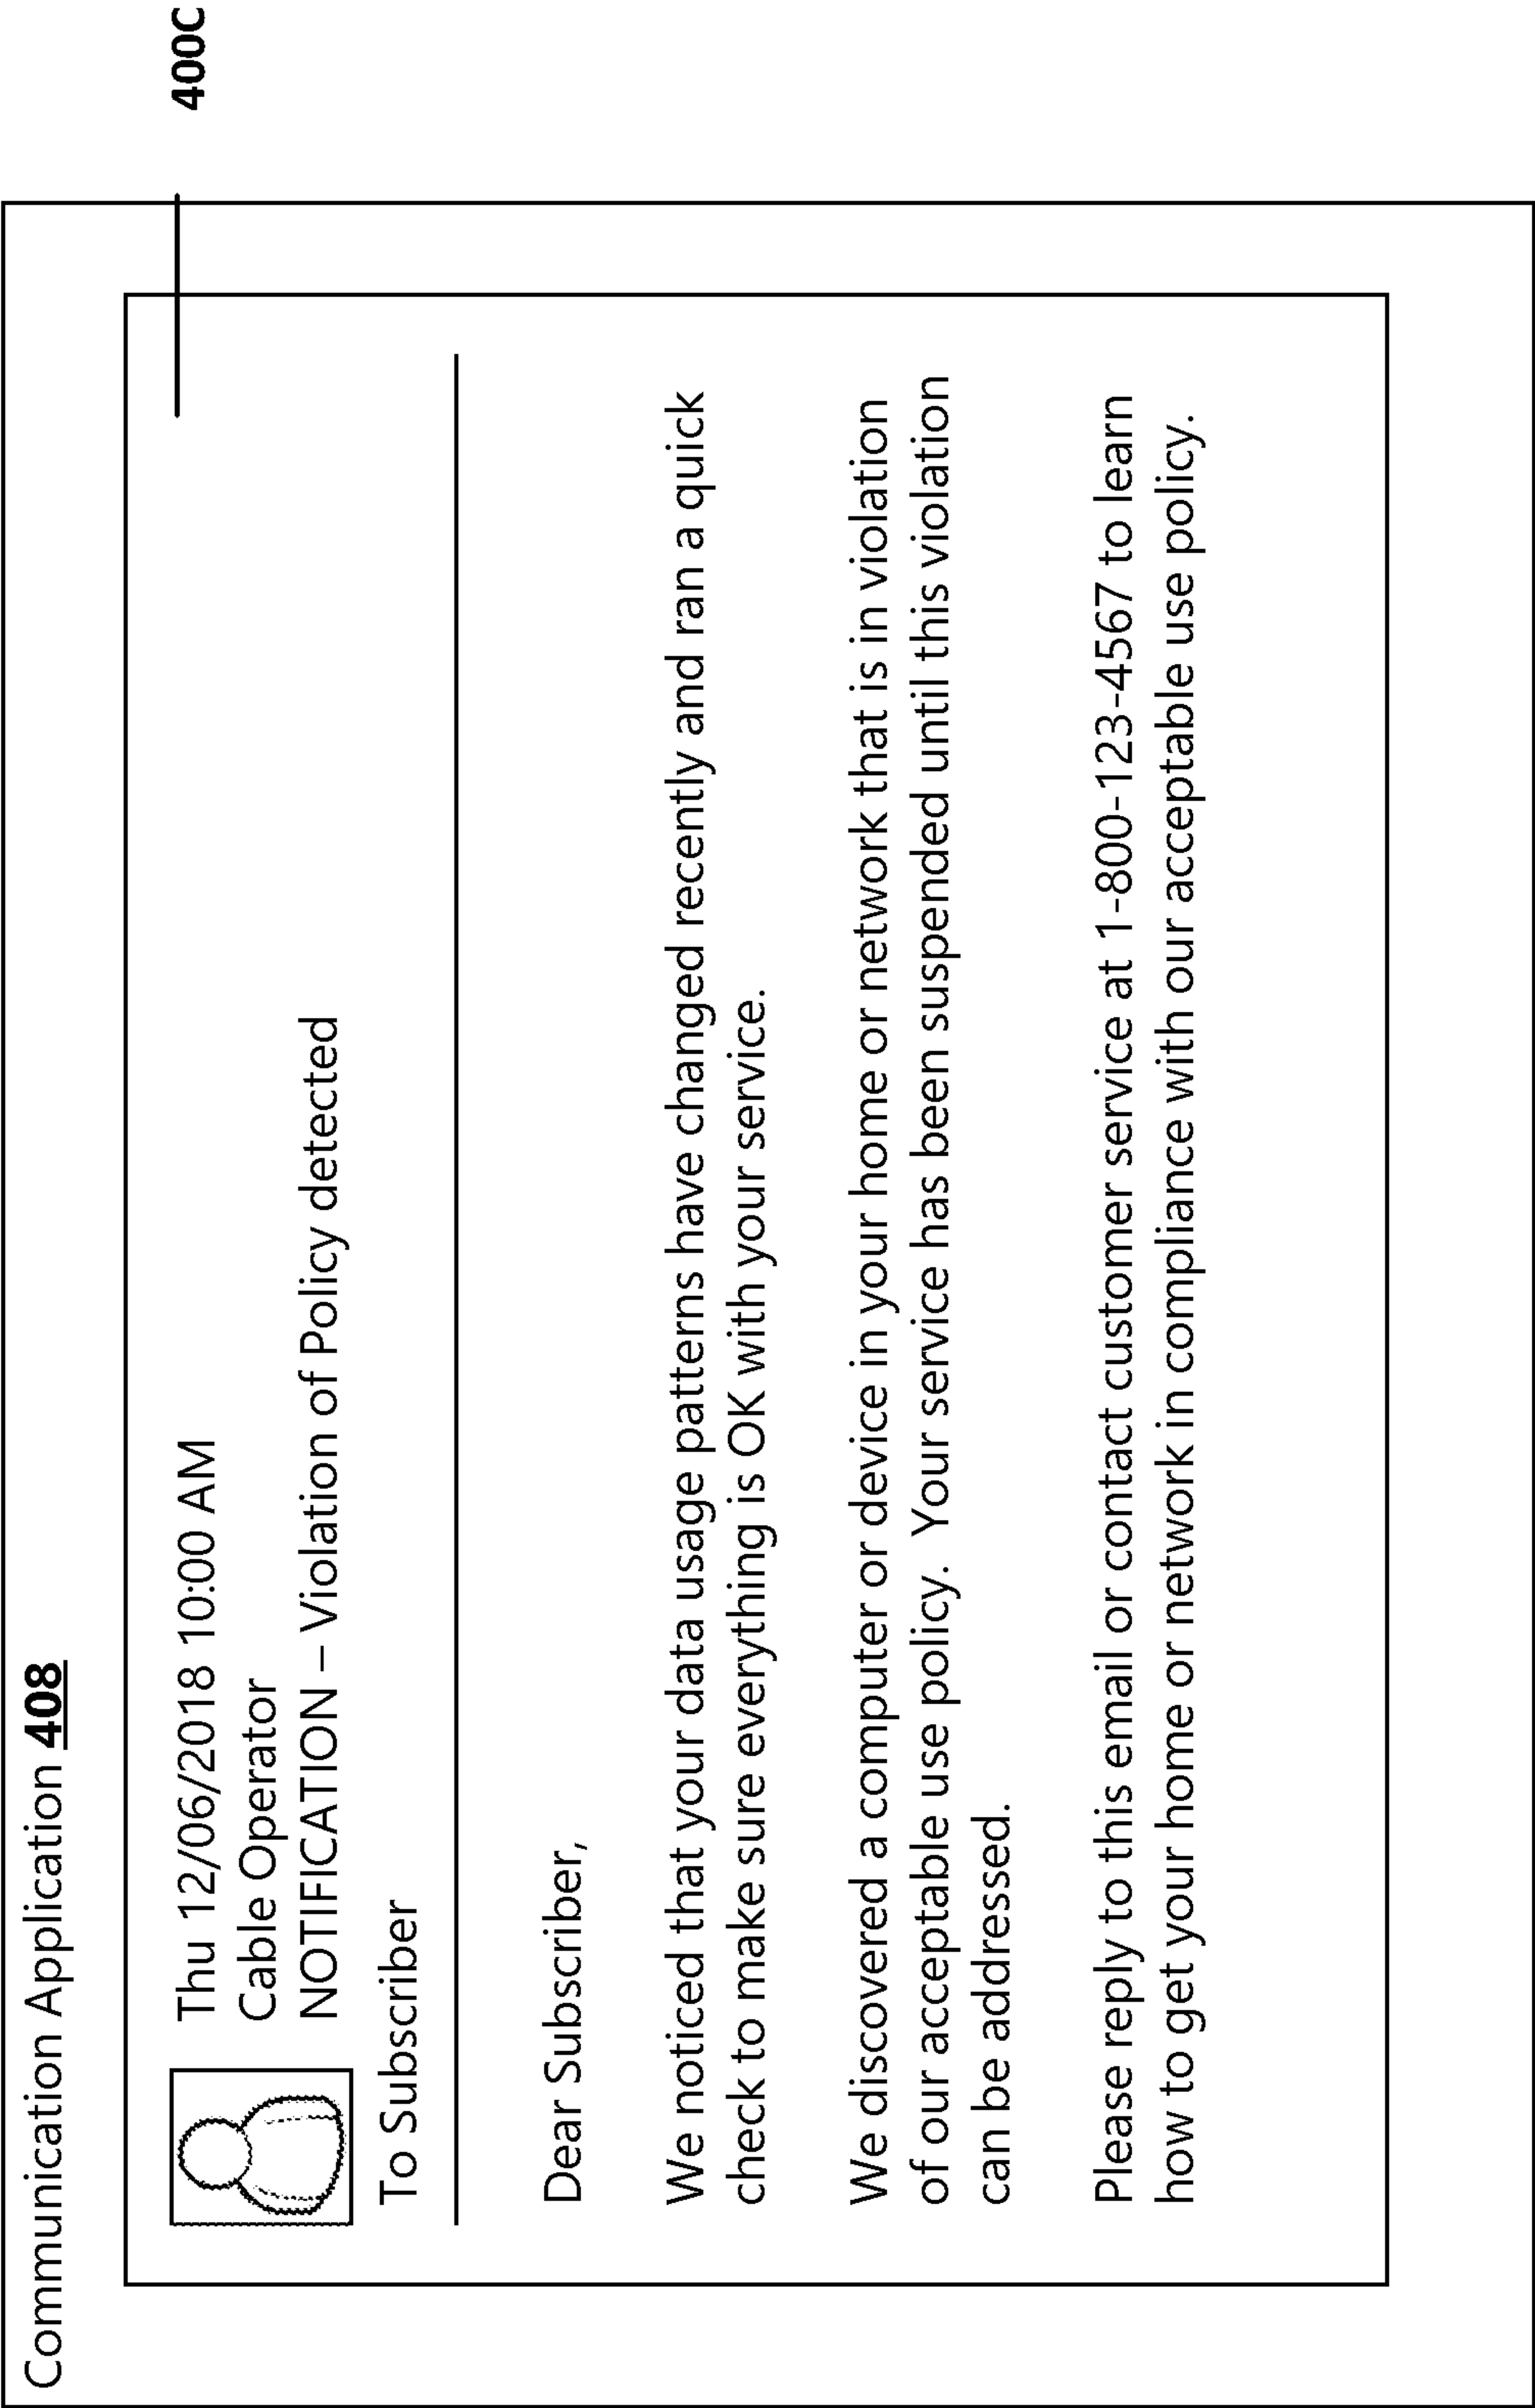 Communication Application 408
400C
Thu 12/06/2018 10:00 AM
Cable Operator
NOTIFICATION – Violation of Policy detected
To Subscriber
Dear Subscriber,
We noticed that your data usage patterns have changed recently and ran a quick
check to make sure everything is OK with your service.
We discovered a computer or device in your home or network that is in violation
of our acceptable use policy.  Your service has been suspended until this violation
can be addressed.
Please reply to this email or contact customer service at 1-800-123-4567 to learn
how to get your home or network in compliance with our acceptable use policy.